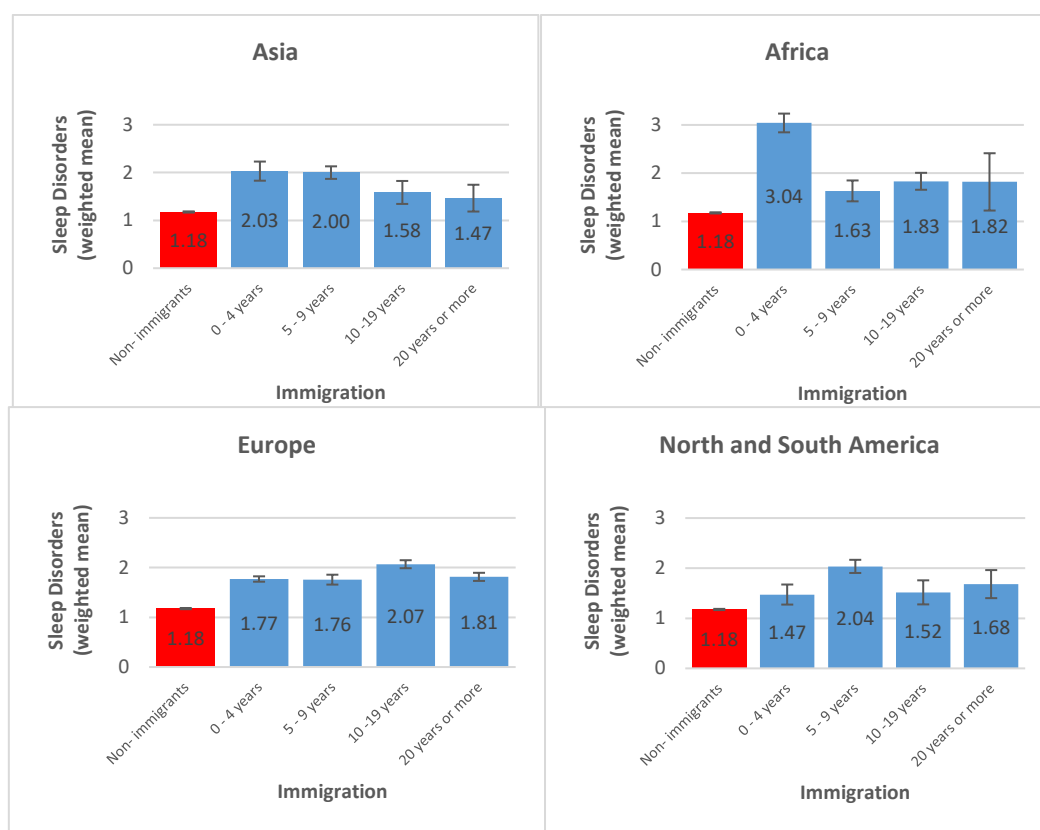 Asia
Sleep Disorders
(weighted mean)
3
2
1
0
1.18
2.03
2.00
1.58
1.47
Non- immigrants
0 - 4 years
5 - 9 years
10 -19 years
20 years or more
Immigration
Africa
Sleep Disorders
(weighted mean)
3
2
1
0
1.18
3.04
1.63
1.83
1.82
Non- immigrants
0 - 4 years
5 - 9 years
10 -19 years
20 years or more
Immigration
Europe
Sleep Disorders
(weighted mean)
3
2
1
0
1.18
1.77
1.76
2.07
1.81
Non- immigrants
0 - 4 years
5 - 9 years
10 -19 years
20 years or more
Immigration
North and South America
Sleep Disorders
(weighted mean)
3
2
1
0
1.18
1.47
2.04
1.52
1.68
Non- immigrants
0 - 4 years
5 - 9 years
10 -19 years
20 years or more
Immigration